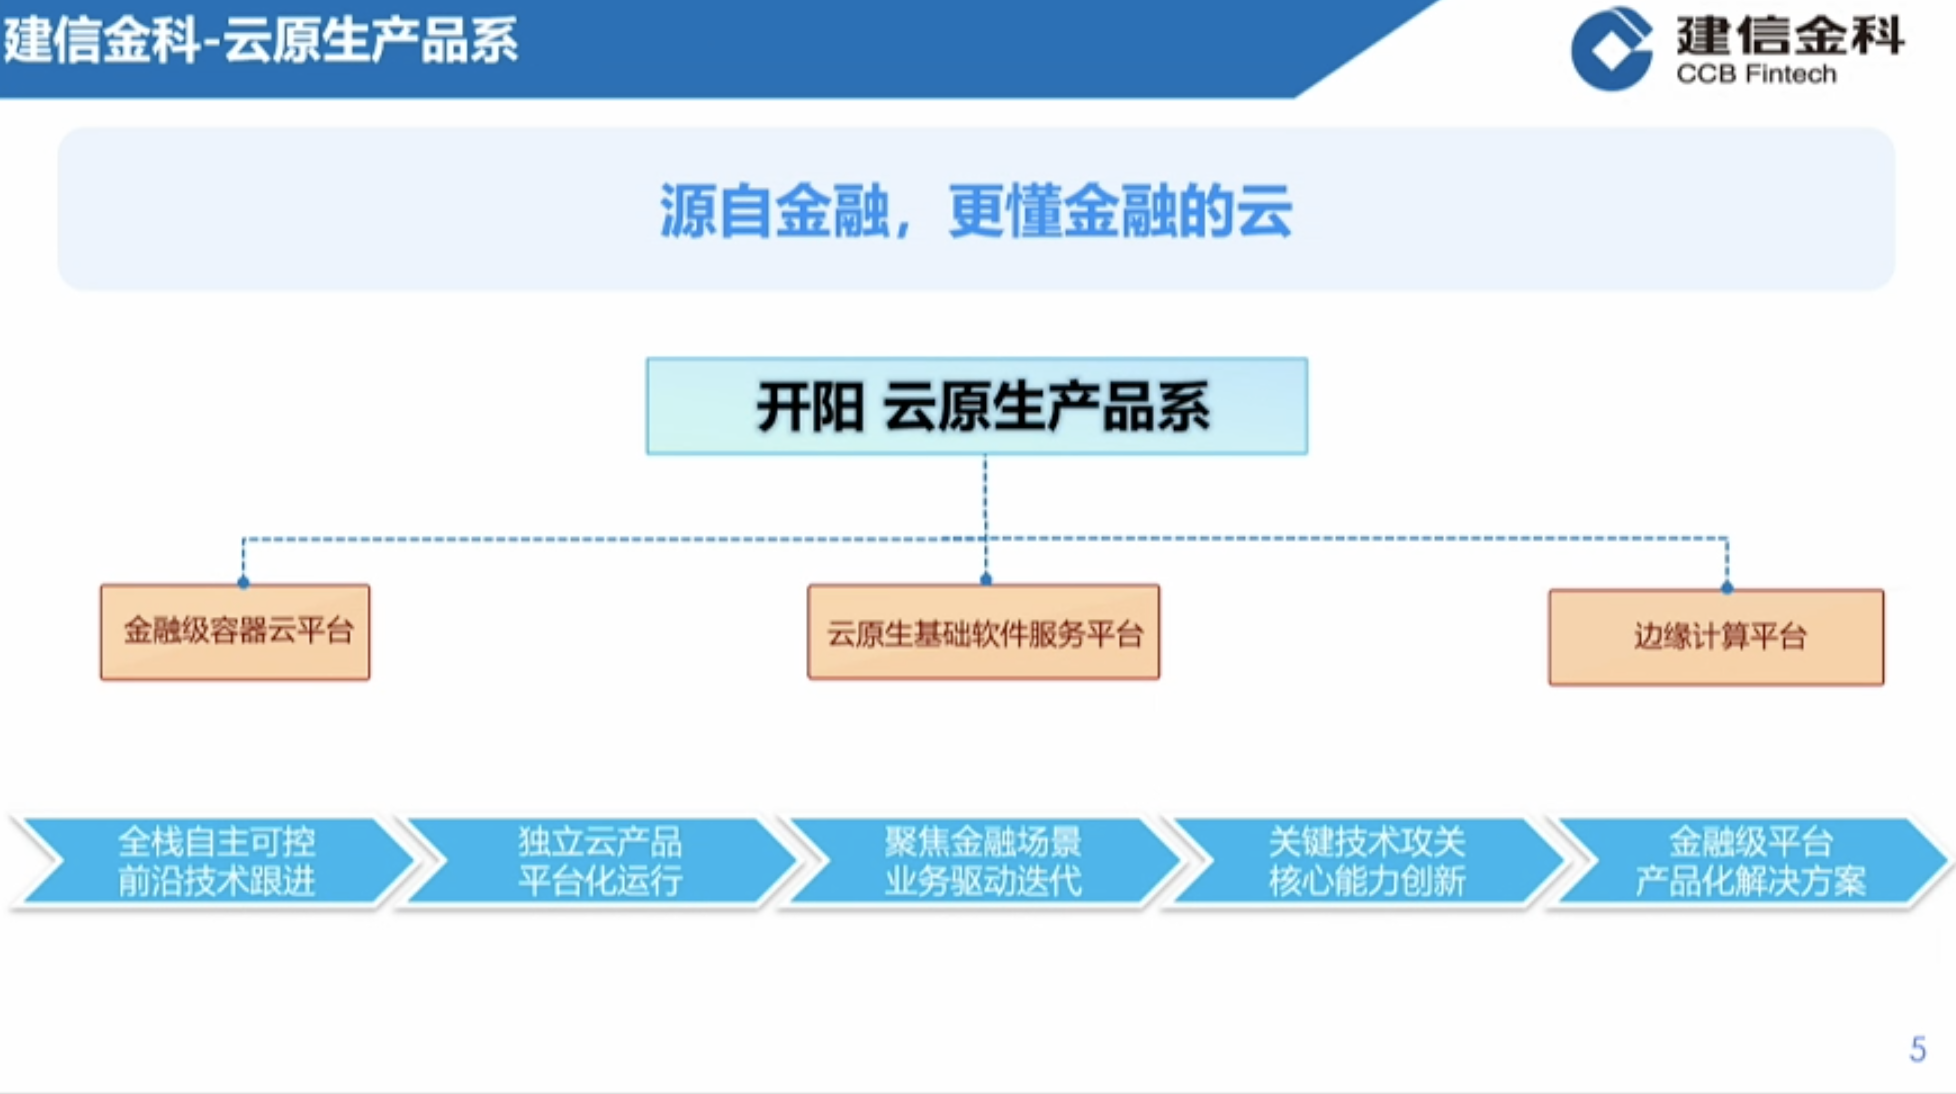 建信金科-云原生产品系
建信金科
CCB Fintech
源自金融，更懂金融的云
开阳 云原生产品系
金融级容器云平台
云原生基础软件服务平台
边缘计算平台
全栈自主可控
前沿技术跟进
独立云产品
平台化运行
聚焦金融场景
业务驱动迭代
关键技术攻关
核心能力创新
金融级平台
产品化解决方案
5